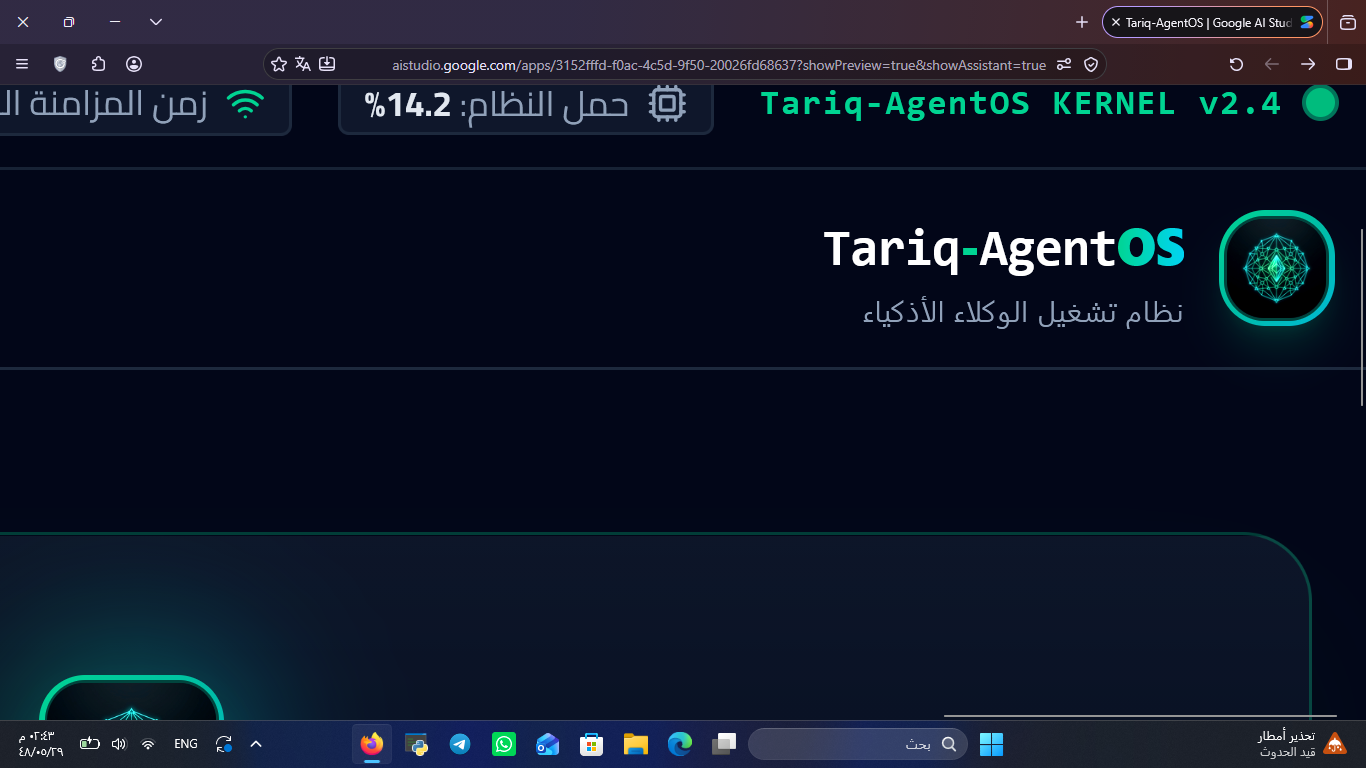 Tariq-AgentOS | Google AI Stud
aistudio.google.com/apps/3152fffd-f0ac-4c5d-9f50-20026fd68637?showPreview=true&showAssistant=true
Tariq-AgentOS KERNEL v2.4
حمل النظام: 14.2%
زمن المزامنة ال
Tariq-AgentOS
نظام تشغيل الوكلاء الأذكياء
تحذير أمطار
قيد الحدوث
بحث
ENG
٠٢:٤٣ م
٤٨/٠٥/٢٩